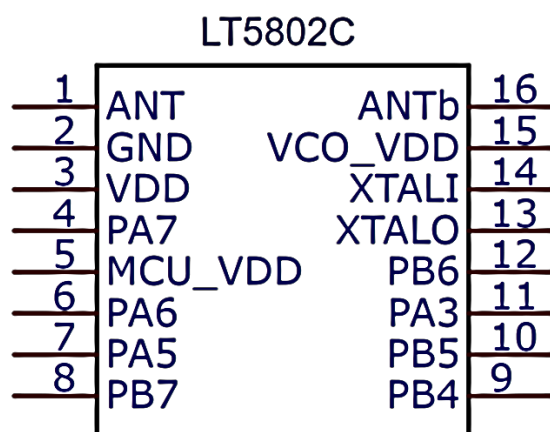 LT5802C
1 ANT ANTb 16
2 GND VCO_VDD 15
3 VDD XTALI 14
4 PA7 XTALO 13
5 MCU_VDD PB6 12
6 PA6 PA3 11
7 PA5 PB5 10
8 PB7 PB4 9